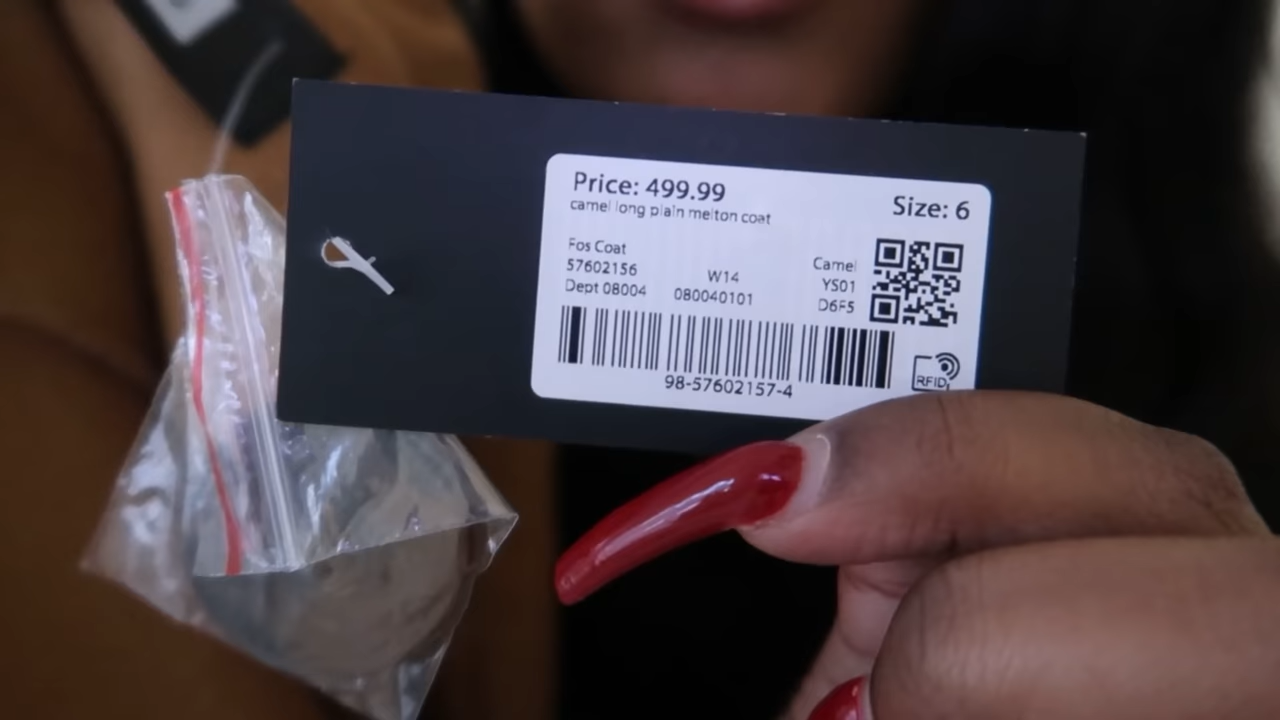 Price: 499.99
camel long plain melton coat
Size: 6
Fos Coat
57602156
Dept 08004
W14
080040101
Camel
YS01
D6F5
98-57602157-4
RFID